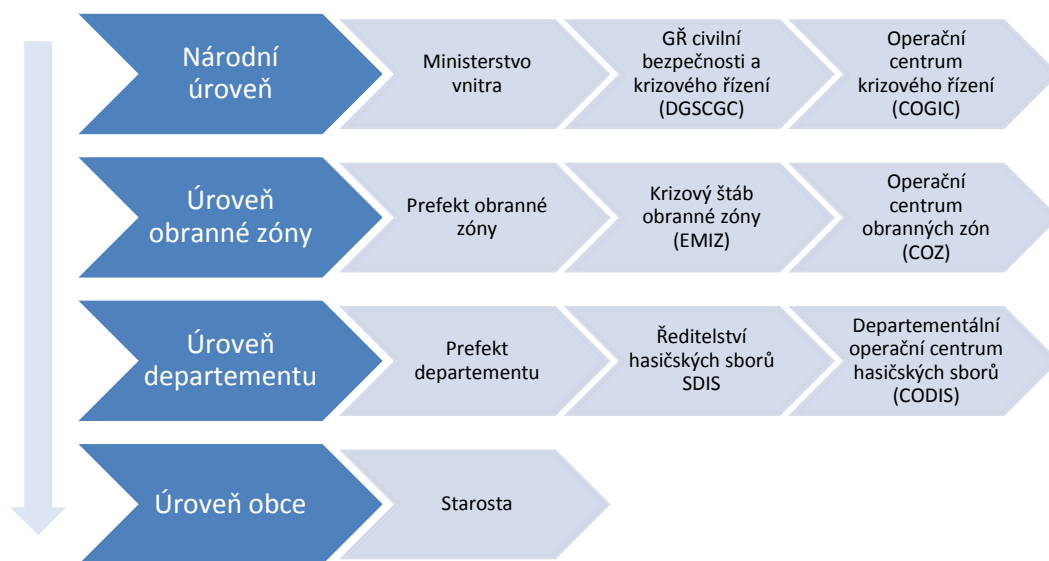 Národní
úroveň
Ministerstvo
vnitra
GŘ civilní
bezpečnosti a
krizového řízení
(DGSCGC)
Operační
centrum
krizového řízení
(COGIC)
Úroveň
obranné zóny
Prefekt obranné
zóny
Krizový štáb
obranné zóny
(EMIZ)
Operační
centrum
obranných zón
(COZ)
Úroveň
departementu
Prefekt
departementu
Ředitelství
hasičských sborů
SDIS
Departementální
operační centrum
hasičských sborů
(CODIS)
Úroveň obce
Starosta